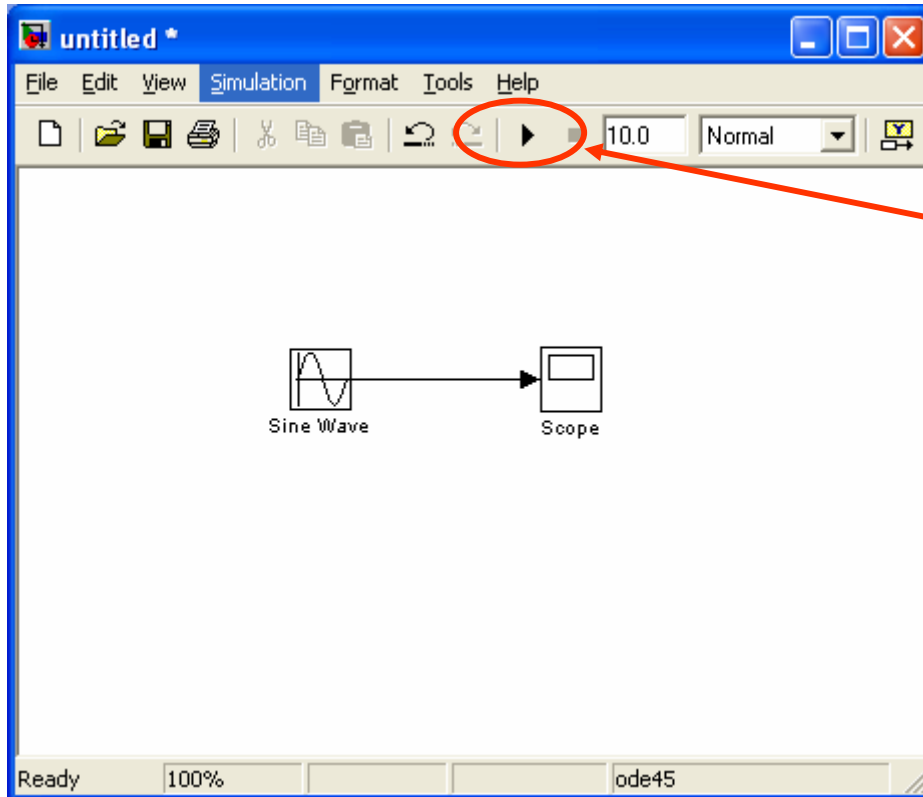 untitled *
File Edit View Simulation Format Tools Help
10.0 Normal
Sine Wave
Scope
Ready 100% ode45